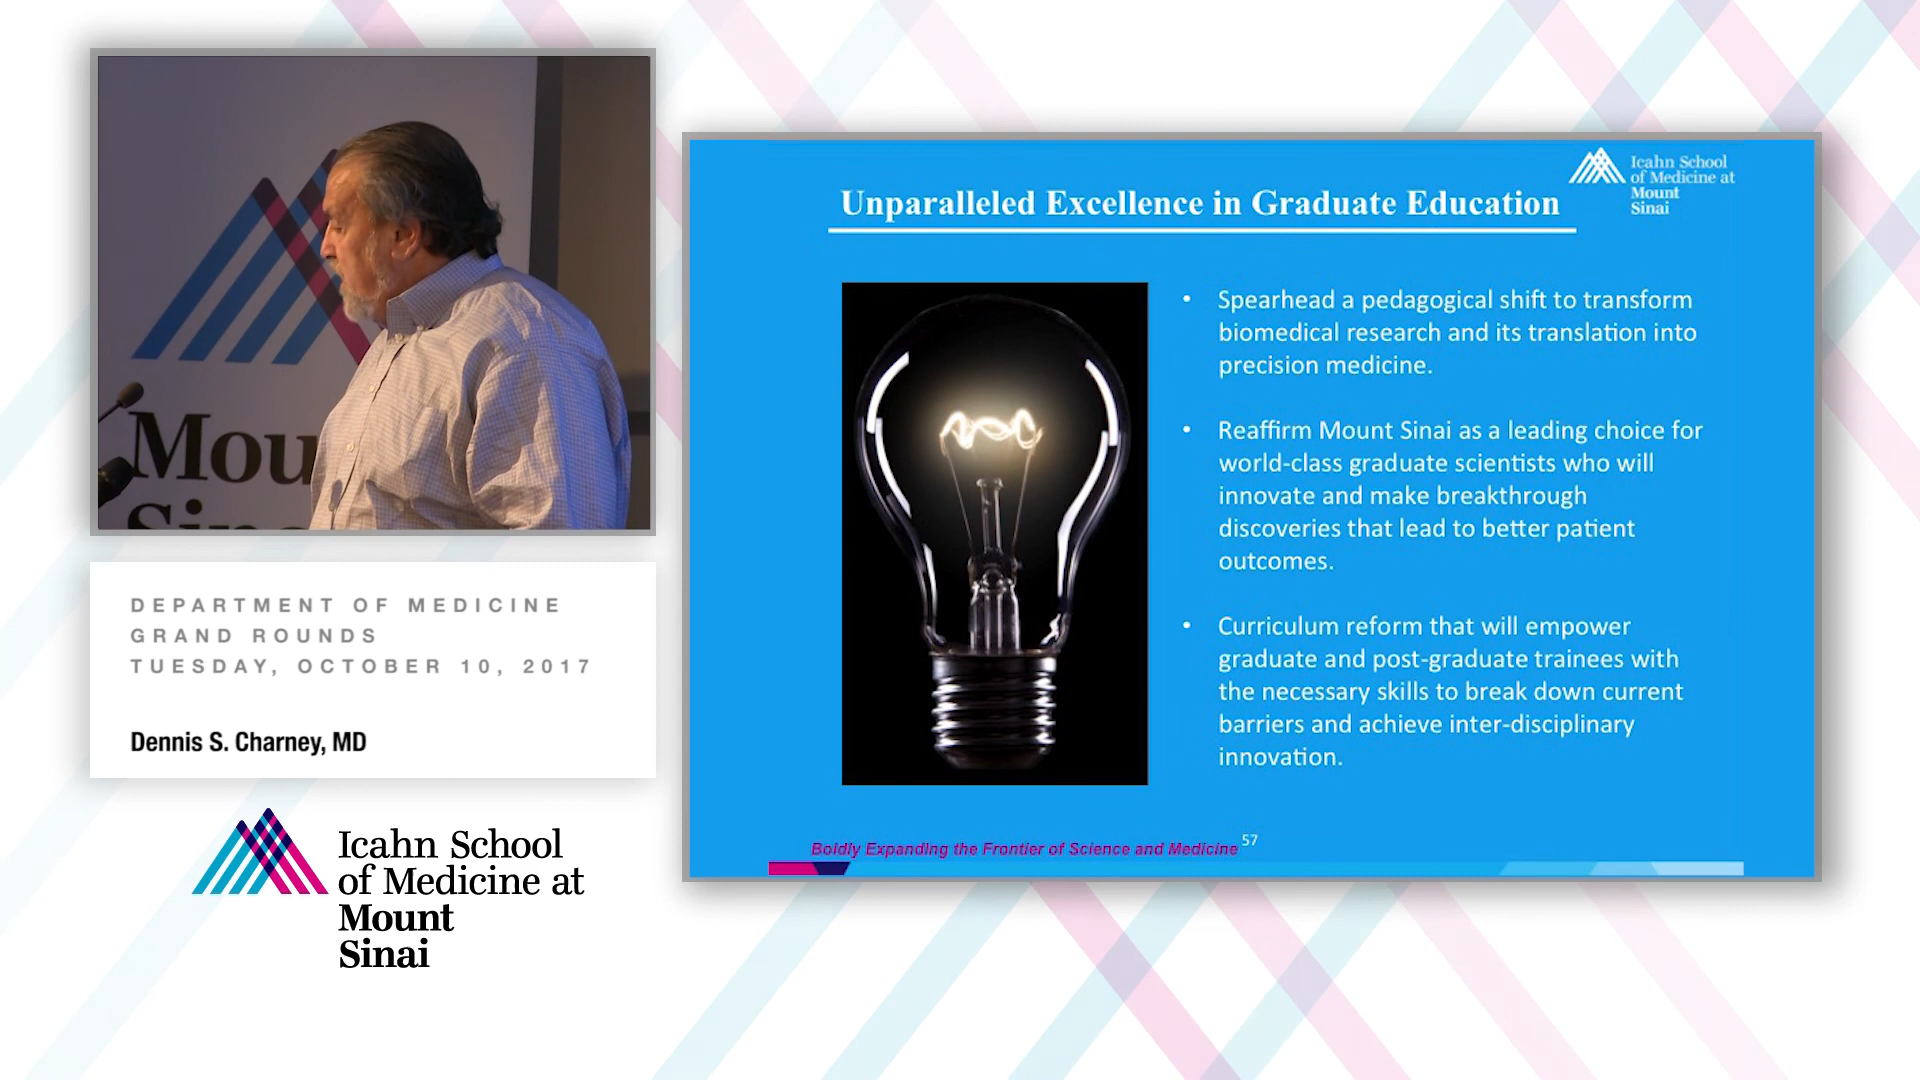 Mou
DEPARTMENT OF MEDICINE
GRAND ROUNDS
TUESDAY, OCTOBER 10, 2017
Dennis S. Charney, MD
Icahn School
of Medicine at
Mount
Sinai
Unparalleled Excellence in Graduate Education
Icahn School
of Medicine at
Mount
Sinai
• Spearhead a pedagogical shift to transform
biomedical research and its translation into
precision medicine.
• Reaffirm Mount Sinai as a leading choice for
world-class graduate scientists who will
innovate and make breakthrough
discoveries that lead to better patient
outcomes.
• Curriculum reform that will empower
graduate and post-graduate trainees with
the necessary skills to break down current
barriers and achieve inter-disciplinary
innovation.
Boldly Expanding the Frontier of Science and Medicine
57